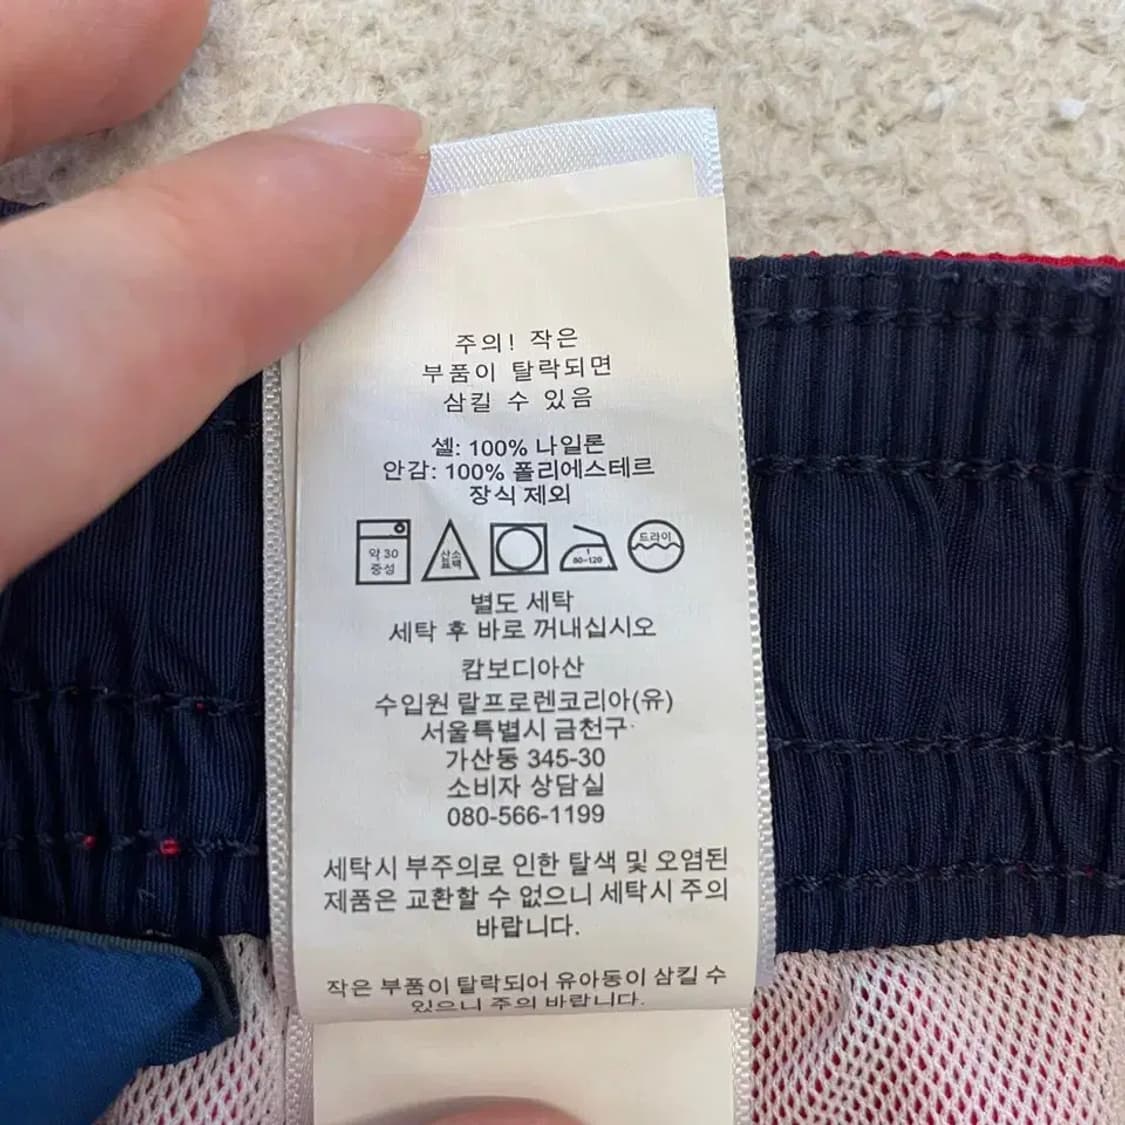 주의! 작은
부품이 탈락되면
삼킬 수 있음
셸: 100% 나일론
안감: 100% 폴리에스테르
장식 제외
약 30
중성
산소
표백
1
80-120
드라이
별도 세탁
세탁 후 바로 꺼내십시오
캄보디아산
수입원 랄프로렌코리아(유)
서울특별시 금천구
가산동 345-30
소비자 상담실
080-566-1199
세탁시 부주의로 인한 탈색 및 오염된
제품은 교환할 수 없으니 세탁시 주의
바랍니다.
작은 부품이 탈락되어 유아동이 삼킬 수
있으니 주의 바랍니다.